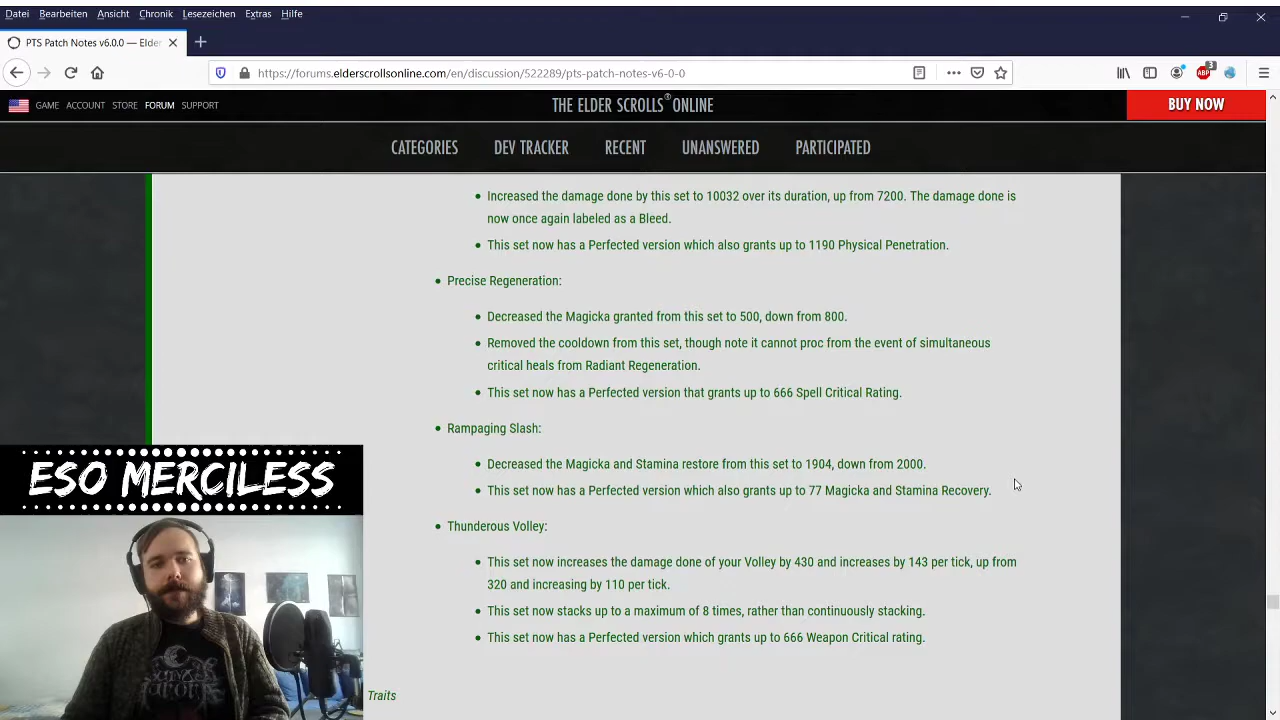 Datei Bearbeiten Ansicht Chronik Lesezeichen Extras Hilfe
PTS Patch Notes v6.0.0 — Elder
https://forums.elderscrollsonline.com/en/discussion/522289/pts-patch-notes-v6-0-0
ABP 3
GAME ACCOUNT STORE FORUM SUPPORT
THE ELDER SCROLLS® ONLINE
BUY NOW
CATEGORIES DEV TRACKER RECENT UNANSWERED PARTICIPATED
Increased the damage done by this set to 10032 over its duration, up from 7200. The damage done is
now once again labeled as a Bleed.
This set now has a Perfected version which also grants up to 1190 Physical Penetration.
Precise Regeneration:
Decreased the Magicka granted from this set to 500, down from 800.
Removed the cooldown from this set, though note it cannot proc from the event of simultaneous
critical heals from Radiant Regeneration.
This set now has a Perfected version that grants up to 666 Spell Critical Rating.
Rampaging Slash:
Decreased the Magicka and Stamina restore from this set to 1904, down from 2000.
This set now has a Perfected version which also grants up to 77 Magicka and Stamina Recovery.
Thunderous Volley:
This set now increases the damage done of your Volley by 430 and increases by 143 per tick, up from
320 and increasing by 110 per tick.
This set now stacks up to a maximum of 8 times, rather than continuously stacking.
This set now has a Perfected version which grants up to 666 Weapon Critical rating.
Traits
ESO MERCILESS